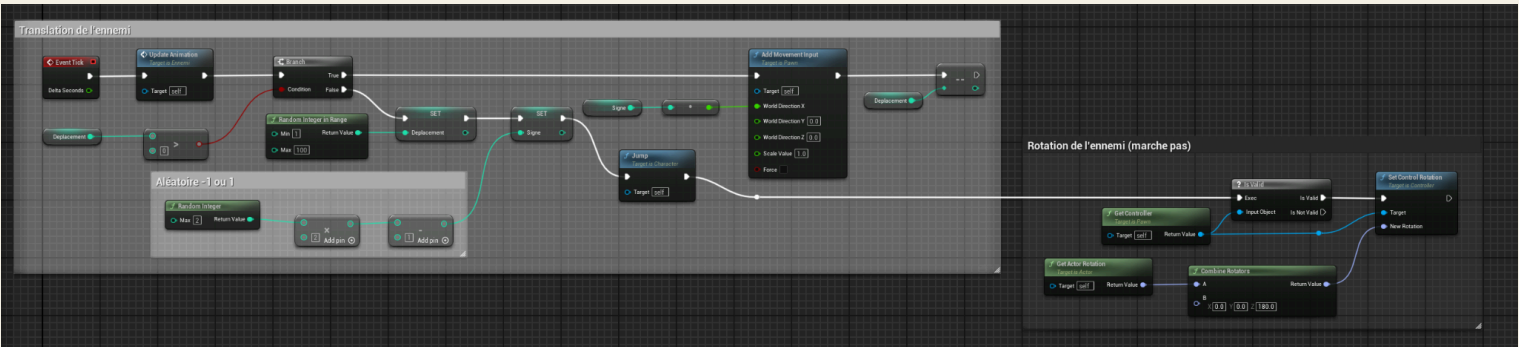 Translation de l'ennemi
Event Tick
Delta Seconds
Update Animation
Target is Ennemi
Target self
Branch
True
Condition False
Deplacement
0 >
Random Integer in Range
Min 1 Return Value
Max 100
SET
Deplacement
SET
Signe
Aléatoire -1 ou 1
Random Integer
Max 2 Return Value
× 2 Add pin
- 1 Add pin
Jump
Target is Character
Target self
Signe
Add Movement Input
Target is Pawn
Target self
World Direction X
World Direction Y 0.0
World Direction Z 0.0
Scale Value 1.0
Force
Deplacement
--
Rotation de l'ennemi (marche pas)
? Is Valid
Exec Is Valid
Input Object Is Not Valid
Get Controller
Target is Pawn
Target self Return Value
Set Control Rotation
Target is Controller
Target
New Rotation
Get Actor Rotation
Target is Actor
Target self Return Value
Combine Rotators
A Return Value
B
X 0.0 Y 0.0 Z 180.0